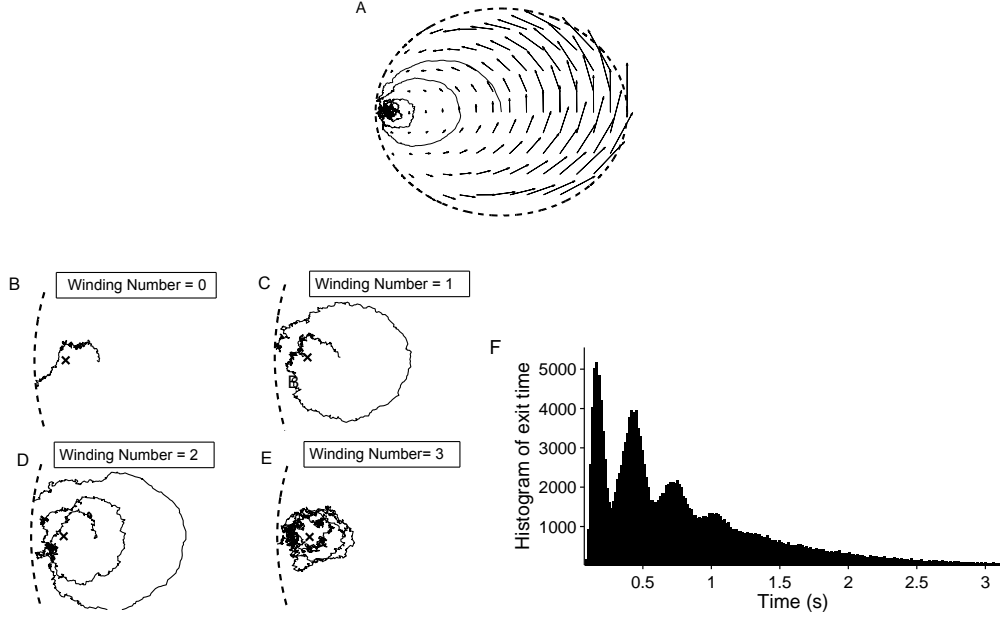 A
B
Winding Number = 0
C
Winding Number = 1
B
D
Winding Number = 2
E
Winding Number= 3
F
Histogram of exit time
5000
4000
3000
2000
1000
0.5 1 1.5 2 2.5 3
Time (s)